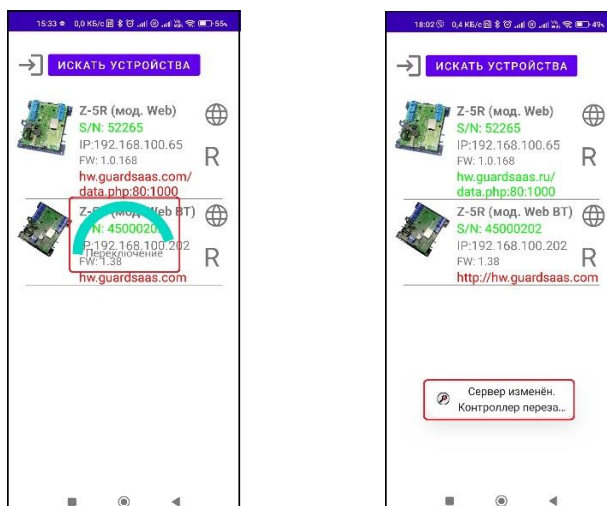 15:33 0,0 КБ/с 55
ИСКАТЬ УСТРОЙСТВА
Z-5R (мод. Web)
S/N: 52265
IP:192.168.100.65
FW: 1.0.168
R
hw.guardsaas.com/
data.php:80:1000
Z-5R (мод. Web BT)
S/N: 45000202
IP:192.168.100.202
FW: 1.38
R
Переключение
hw.guardsaas.com
18:02 0,4 КБ/с 49
ИСКАТЬ УСТРОЙСТВА
Z-5R (мод. Web)
S/N: 52265
IP:192.168.100.65
FW: 1.0.168
R
hw.guardsaas.ru/
data.php:80:1000
Z-5R (мод. Web BT)
S/N: 45000202
IP:192.168.100.202
FW: 1.38
R
http://hw.guardsaas.com
Сервер изменён.
Контроллер переза...